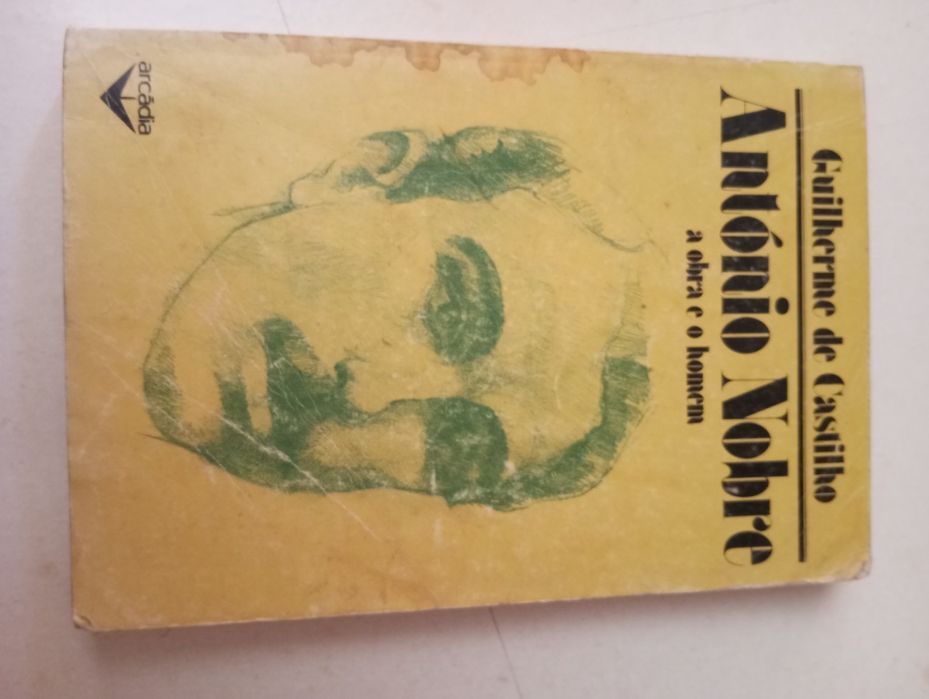 Guilherme de Castilho
António Nobre
a obra e o homem
arcádia